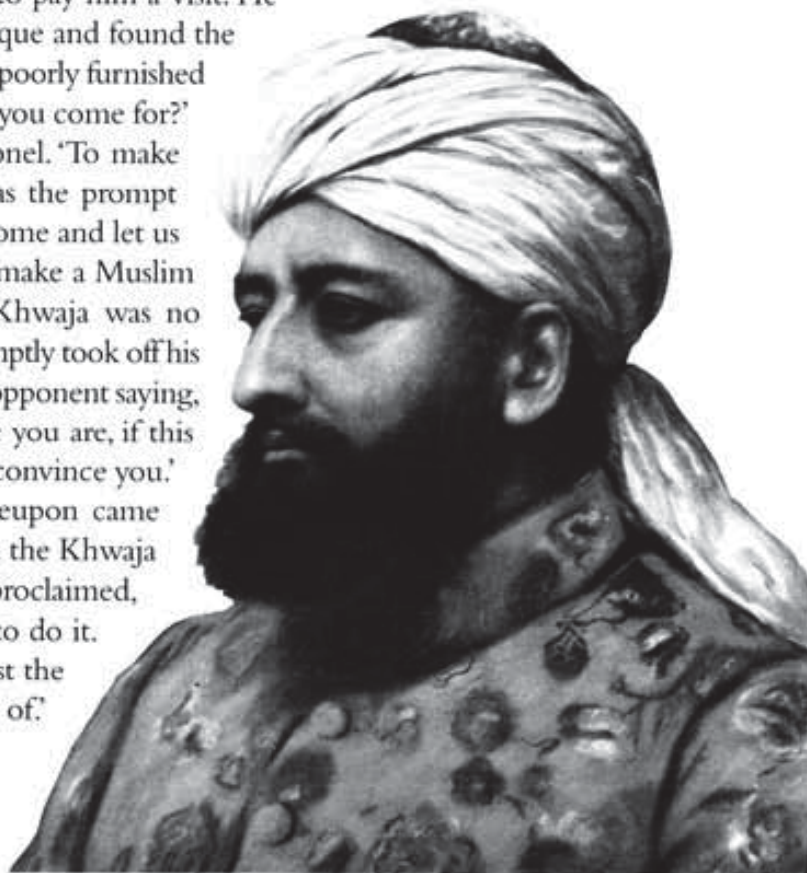 to pay him a visit. He
que and found the
poorly furnished
you come for?’
onel. ‘To make
as the prompt
ome and let us
make a Muslim
Khwaja was no
mptly took off his
opponent saying,
you are, if this
convince you.’
eupon came
the Khwaja
proclaimed,
to do it.
st the
of.’